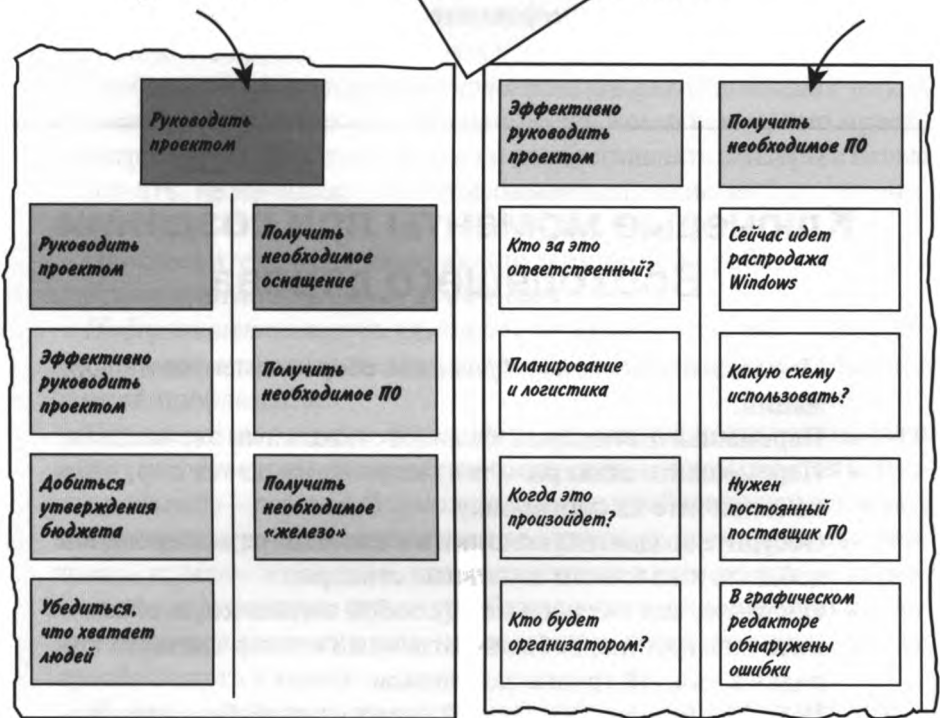 Руководить
проектом
Руководить
проектом
Получить
необходимое
оснащение
Эффективно
руководить
проектом
Получить
необходимое ПО
Добиться
утверждения
бюджета
Получить
необходимое
«железо»
Убедиться,
что хватает
людей
Эффективно
руководить
проектом
Получить
необходимое ПО
Кто за это
ответственный?
Сейчас идет
распродажа
Windows
Планирование
и логистика
Какую схему
использовать?
Когда это
произойдет?
Нужен
постоянный
поставщик ПО
Кто будет
организатором?
В графическом
редакторе
обнаружены
ошибки